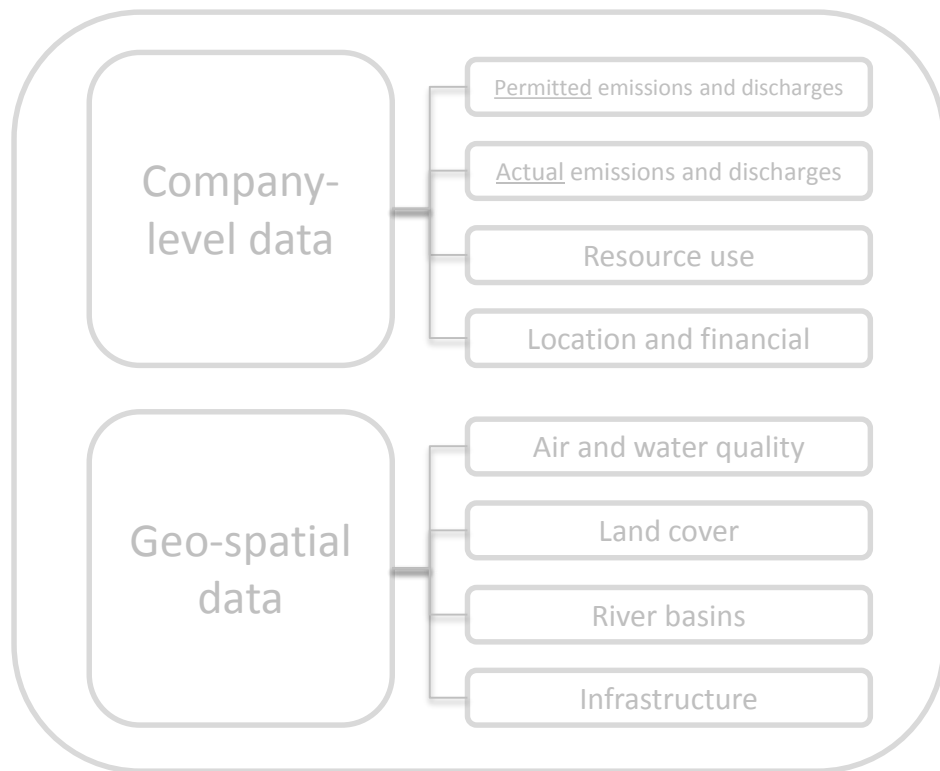 Company-
level data
Permitted emissions and discharges
Actual emissions and discharges
Resource use
Location and financial
Geo-spatial
data
Air and water quality
Land cover
River basins
Infrastructure